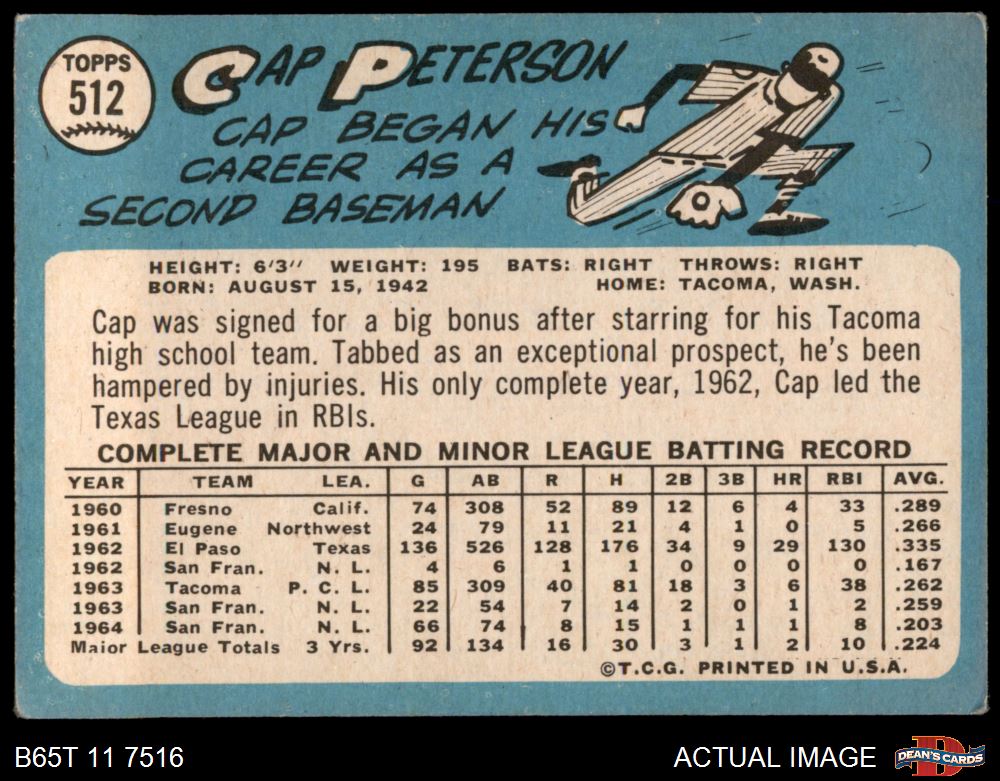 TOPPS
512
CAP PETERSON
CAP BEGAN HIS
CAREER AS A
SECOND BASEMAN
HEIGHT: 6'3" WEIGHT: 195 BATS: RIGHT THROWS: RIGHT
BORN: AUGUST 15, 1942 HOME: TACOMA, WASH.
Cap was signed for a big bonus after starring for his Tacoma
high school team. Tabbed as an exceptional prospect, he's been
hampered by injuries. His only complete year, 1962, Cap led the
Texas League in RBIs.
COMPLETE MAJOR AND MINOR LEAGUE BATTING RECORD
YEAR TEAM LEA. G AB R H 2B 3B HR RBI AVG.
1960 Fresno Calif. 74 308 52 89 12 6 4 33 .289
1961 Eugene Northwest 24 79 11 21 4 1 0 5 .266
1962 El Paso Texas 136 526 128 176 34 9 29 130 .335
1962 San Fran. N. L. 4 6 1 1 0 0 0 0 .167
1963 Tacoma P. C. L. 85 309 40 81 18 3 6 38 .262
1963 San Fran. N. L. 22 54 7 14 2 0 1 2 .259
1964 San Fran. N. L. 66 74 8 15 1 1 1 8 .203
Major League Totals 3 Yrs. 92 134 16 30 3 1 2 10 .224
©T.C.G. PRINTED IN U.S.A.
B65T 11 7516 ACTUAL IMAGE DEAN'S CARDS